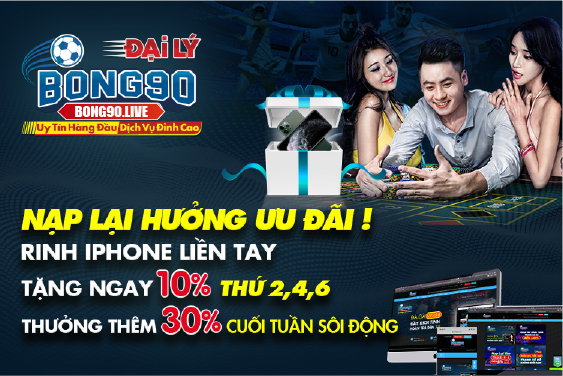 ĐẠI LÝ
BONG90
BONG90.LIVE
Uy Tín Hàng Đầu Dịch Vụ Đỉnh Cao
NẠP LẠI HƯỞNG ƯU ĐÃI !
RINH IPHONE LIỀN TAY
TẶNG NGAY 10% THỨ 2,4,6
THƯỞNG THÊM 30% CUỐI TUẦN SÔI ĐỘNG